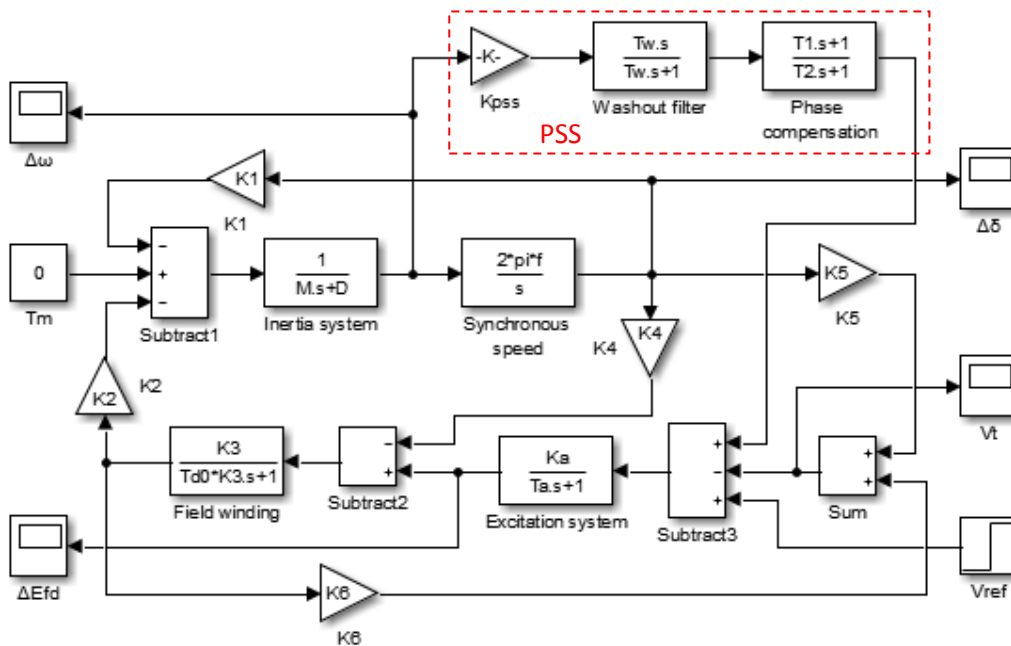 -K-
Kpss
Tw.s
Tw.s+1
Washout filter
T1.s+1
T2.s+1
Phase
compensation
PSS
Δω
K1
K1
Δδ
0
Tm
−
+
−
Subtract1
1
M.s+D
Inertia system
2*pi*f
s
Synchronous
speed
K5
K5
K4
K4
K2
K2
Vt
K3
Td0*K3.s+1
Field winding
−
+
Subtract2
Ka
Ta.s+1
Excitation system
+
−
+
Subtract3
+
+
Sum
ΔEfd
K6
K6
Vref